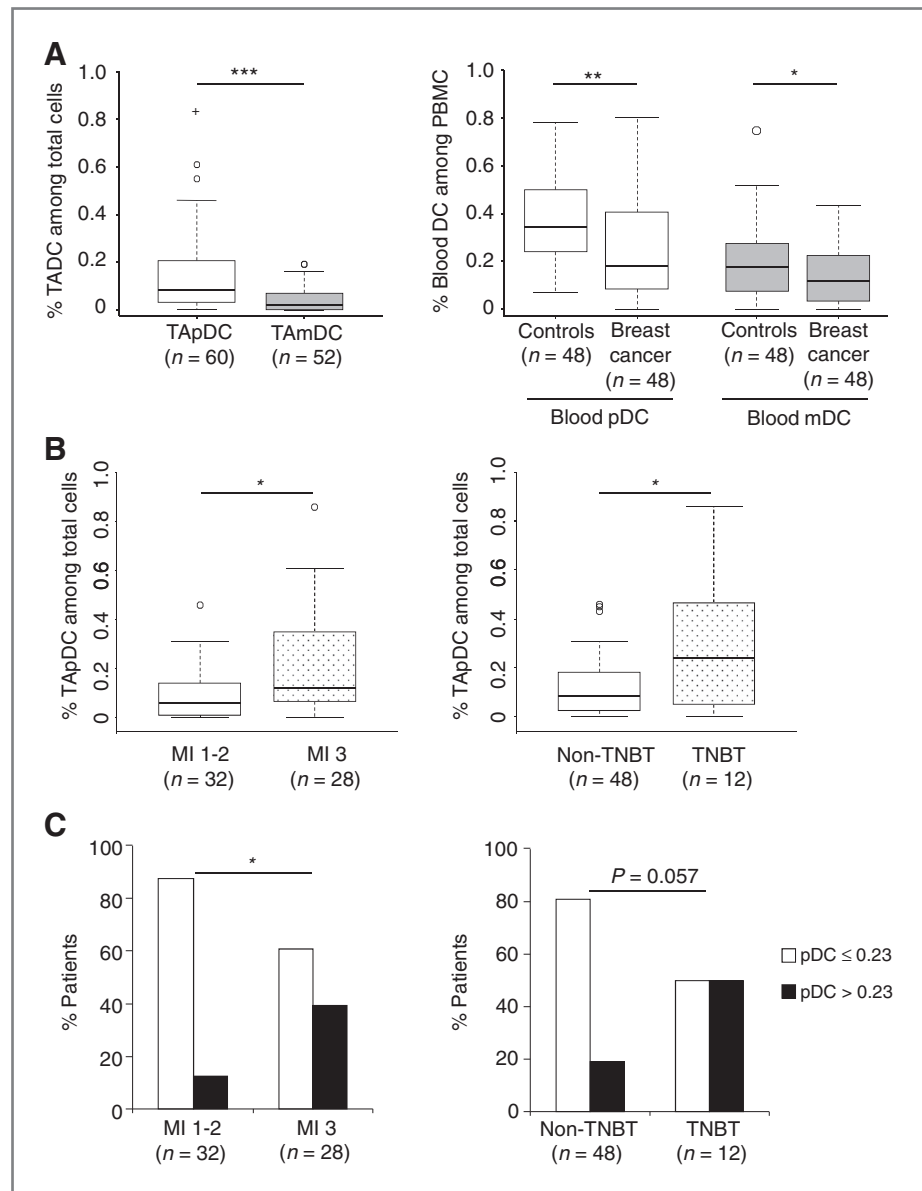 A
% TADC among total cells
1.0
0.8
0.6
0.4
0.2
0
***
+
TApDC
(n = 60)
TAmDC
(n = 52)
% Blood DC among PBMC
1.0
0.8
0.6
0.4
0.2
0
**
*
Controls
(n = 48)
Breast
cancer
(n = 48)
Controls
(n = 48)
Breast
cancer
(n = 48)
Blood pDC
Blood mDC
B
% TApDC among total cells
1.0
0.8
0.6
0.4
0.2
0
*
MI 1-2
(n = 32)
MI 3
(n = 28)
% TApDC among total cells
1.0
0.8
0.6
0.4
0.2
0
*
Non-TNBT
(n = 48)
TNBT
(n = 12)
C
% Patients
100
80
60
40
20
0
*
MI 1-2
(n = 32)
MI 3
(n = 28)
% Patients
100
80
60
40
20
0
P = 0.057
Non-TNBT
(n = 48)
TNBT
(n = 12)
pDC ≤ 0.23
pDC > 0.23